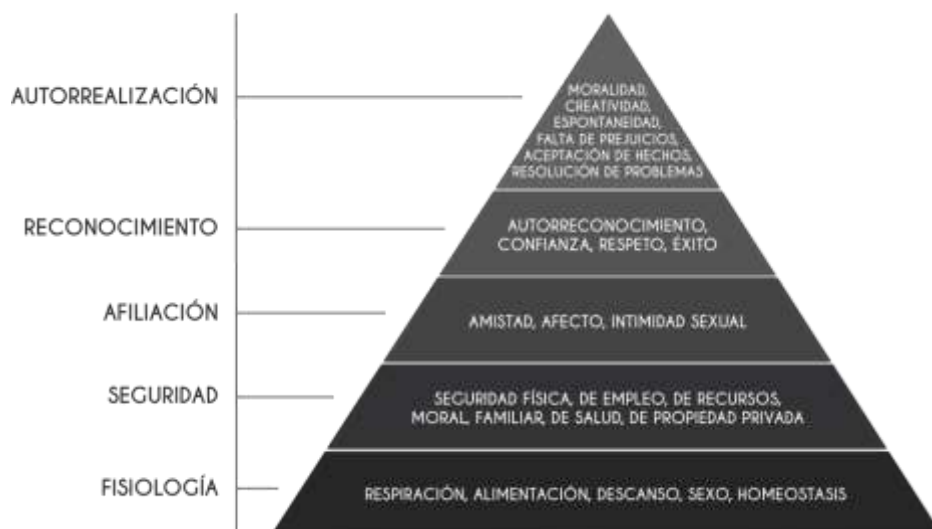 AUTORREALIZACIÓN
MORALIDAD,
CREATIVIDAD,
ESPONTANEIDAD,
FALTA DE PREJUICIOS,
ACEPTACIÓN DE HECHOS,
RESOLUCIÓN DE PROBLEMAS
RECONOCIMIENTO
AUTORRECONOCIMIENTO,
CONFIANZA, RESPETO, ÉXITO
AFILIACIÓN
AMISTAD, AFECTO, INTIMIDAD SEXUAL
SEGURIDAD
SEGURIDAD FÍSICA, DE EMPLEO, DE RECURSOS,
MORAL, FAMILIAR, DE SALUD, DE PROPIEDAD PRIVADA
FISIOLOGÍA
RESPIRACIÓN, ALIMENTACIÓN, DESCANSO, SEXO, HOMEOSTASIS